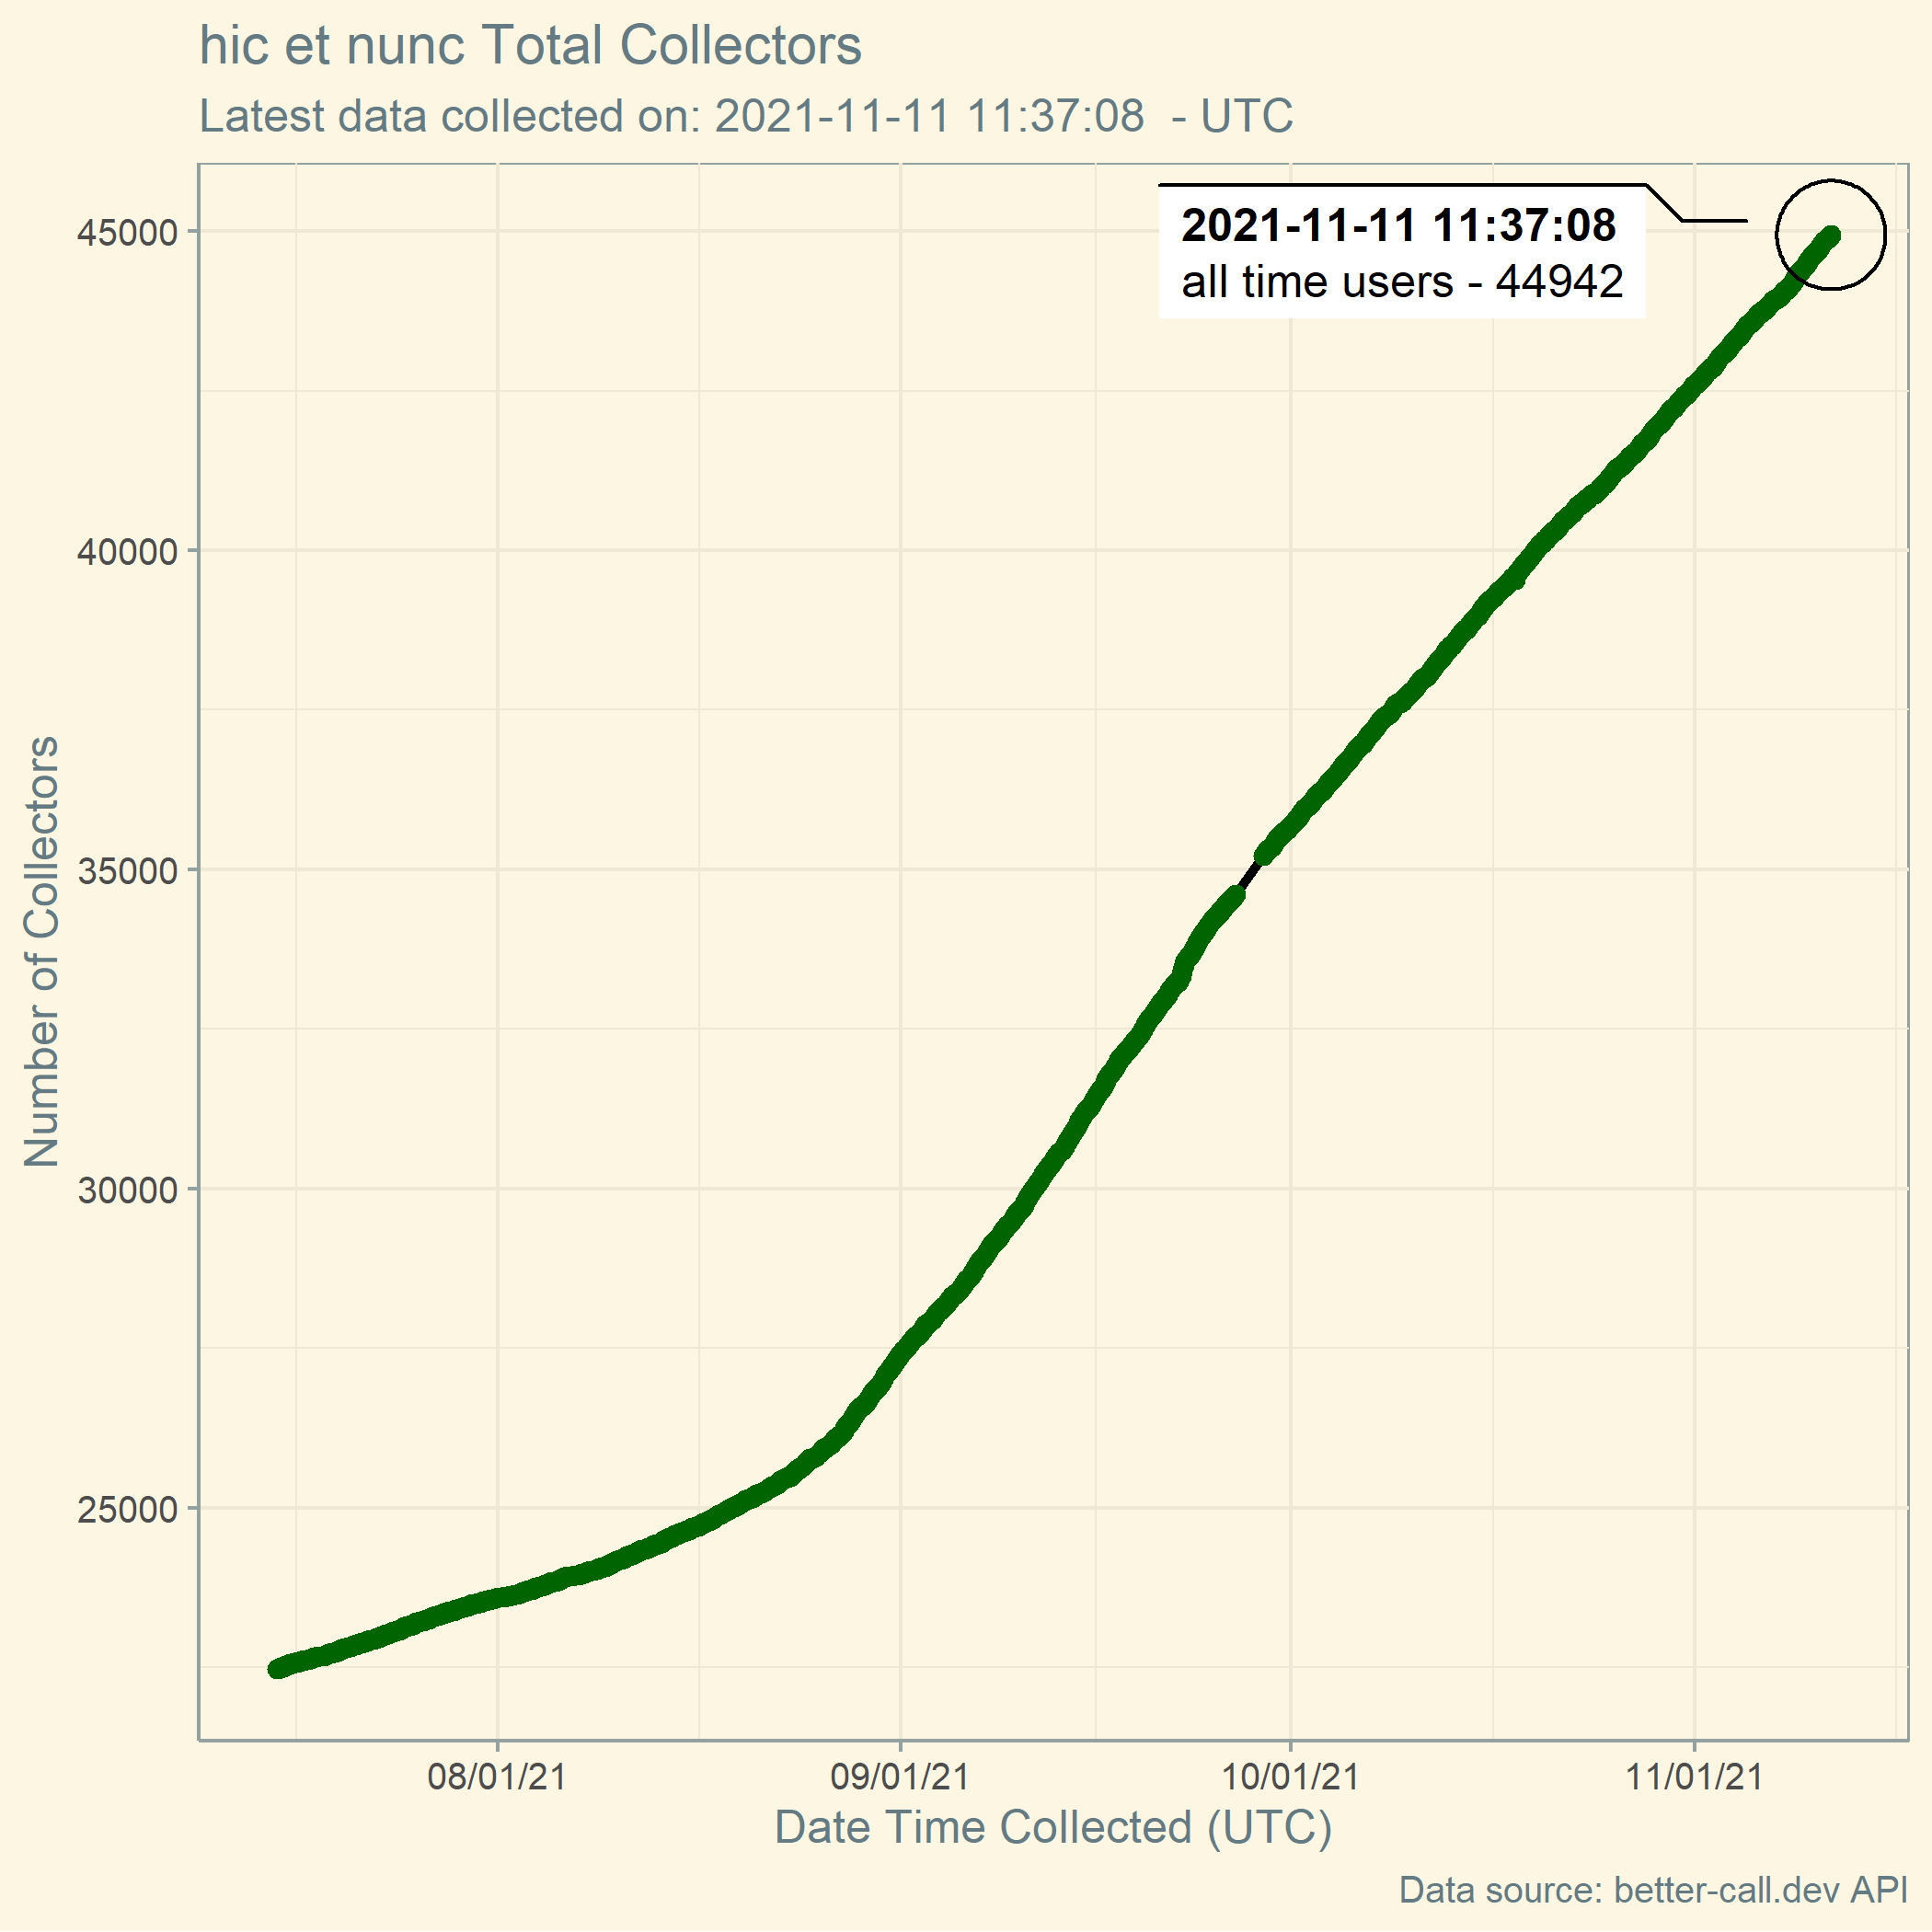 hic et nunc Total Collectors
Latest data collected on: 2021-11-11 11:37:08  - UTC
2021-11-11 11:37:08
all time users - 44942
Number of Collectors
45000
40000
35000
30000
25000
08/01/21
09/01/21
10/01/21
11/01/21
Date Time Collected (UTC)
Data source: better-call.dev API